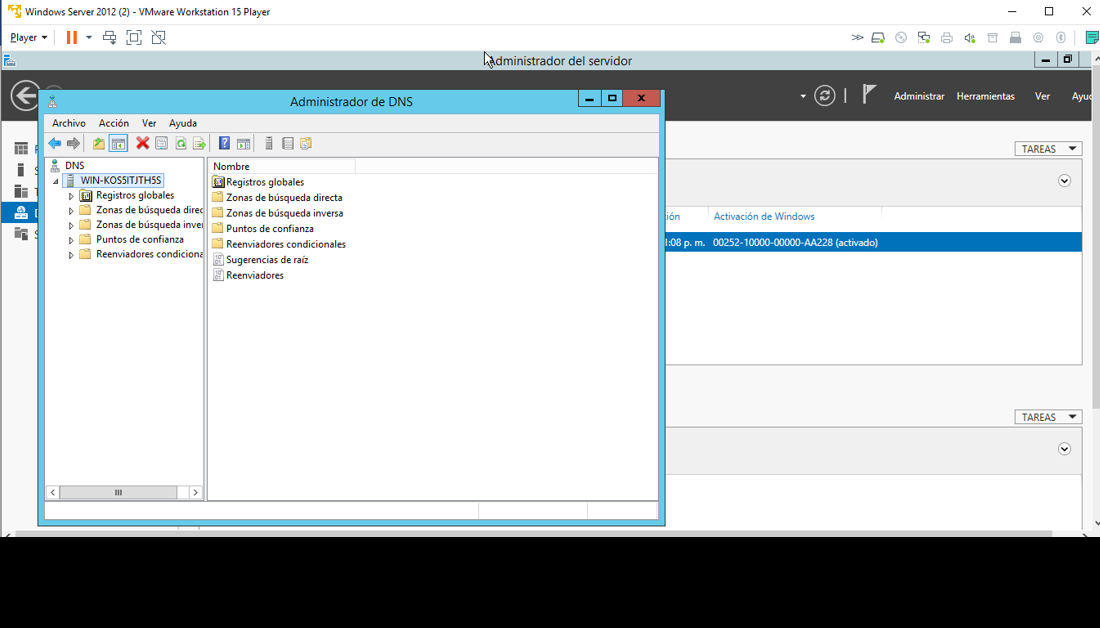 Windows Server 2012 (2) - VMware Workstation 15 Player
Player
Administrador del servidor
Administrar Herramientas Ver
Administrador de DNS
Archivo Acción Ver Ayuda
DNS
WIN-KOS5ITJTH5S
Registros globales
Zonas de búsqueda direc
Zonas de búsqueda inver
Puntos de confianza
Reenviadores condiciona
Nombre
Registros globales
Zonas de búsqueda directa
Zonas de búsqueda inversa
Puntos de confianza
Reenviadores condicionales
Sugerencias de raíz
Reenviadores
TAREAS
ión Activación de Windows
1:08 p. m. 00252-10000-00000-AA228 (activado)
TAREAS